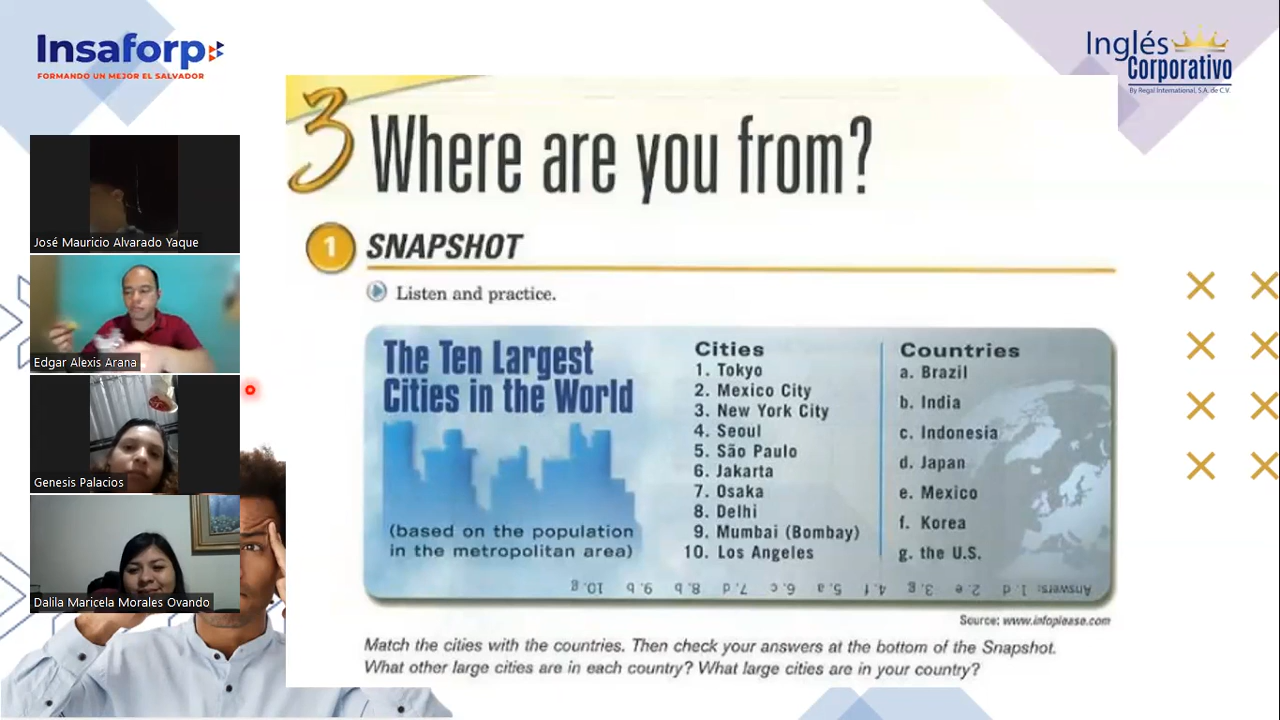 Insaforp
FORMANDO UN MEJOR EL SALVADOR
Inglés
Corporativo
By Regal International, S.A. de C.V.
José Mauricio Alvarado Yaque
Edgar Alexis Arana
Genesis Palacios
Dalila Maricela Morales Ovando
3 Where are you from?
1 SNAPSHOT
Listen and practice.
The Ten Largest
Cities in the World
(based on the population
in the metropolitan area)
Cities
1. Tokyo
2. Mexico City
3. New York City
4. Seoul
5. São Paulo
6. Jakarta
7. Osaka
8. Delhi
9. Mumbai (Bombay)
10. Los Angeles
Countries
a. Brazil
b. India
c. Indonesia
d. Japan
e. Mexico
f. Korea
g. the U.S.
Answers: 1. d 2. e 3. g 4. f 5. a 6. c 7. d 8. b 9. b 10. g
Source: www.infoplease.com
Match the cities with the countries. Then check your answers at the bottom of the Snapshot.
What other large cities are in each country? What large cities are in your country?